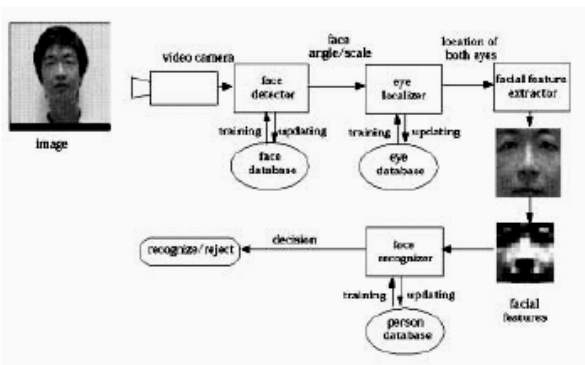 image
video camera
face
detector
training
updating
face
database
face
angle/scale
eye
localizer
training
updating
eye
database
location of
both eyes
facial feature
extractor
facial
features
face
recognizer
training
updating
person
database
decision
recognize/reject